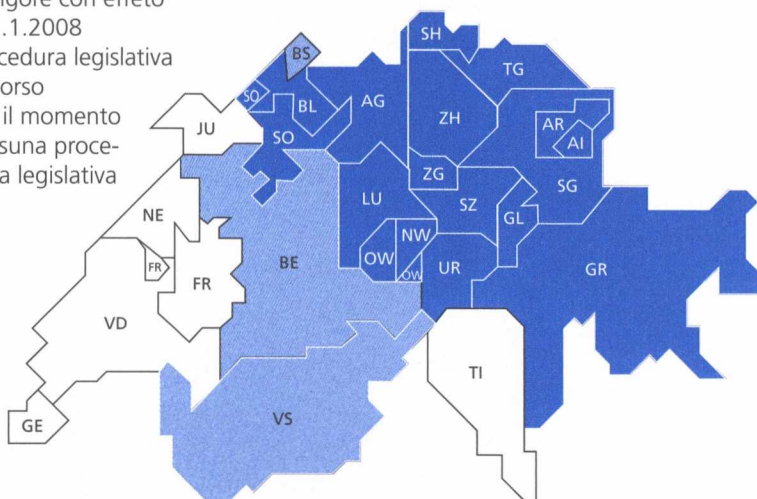 igore con effeto
.1.2008
cedura legislativa
orso
il momento
suna proce-
a legislativa
SH
BS
TG
SO
BL
AG
ZH
AR
AI
JU
SO
ZG
SG
LU
SZ
GL
NE
NW
OW
OW
UR
GR
FR
FR
BE
VD
TI
VS
GE